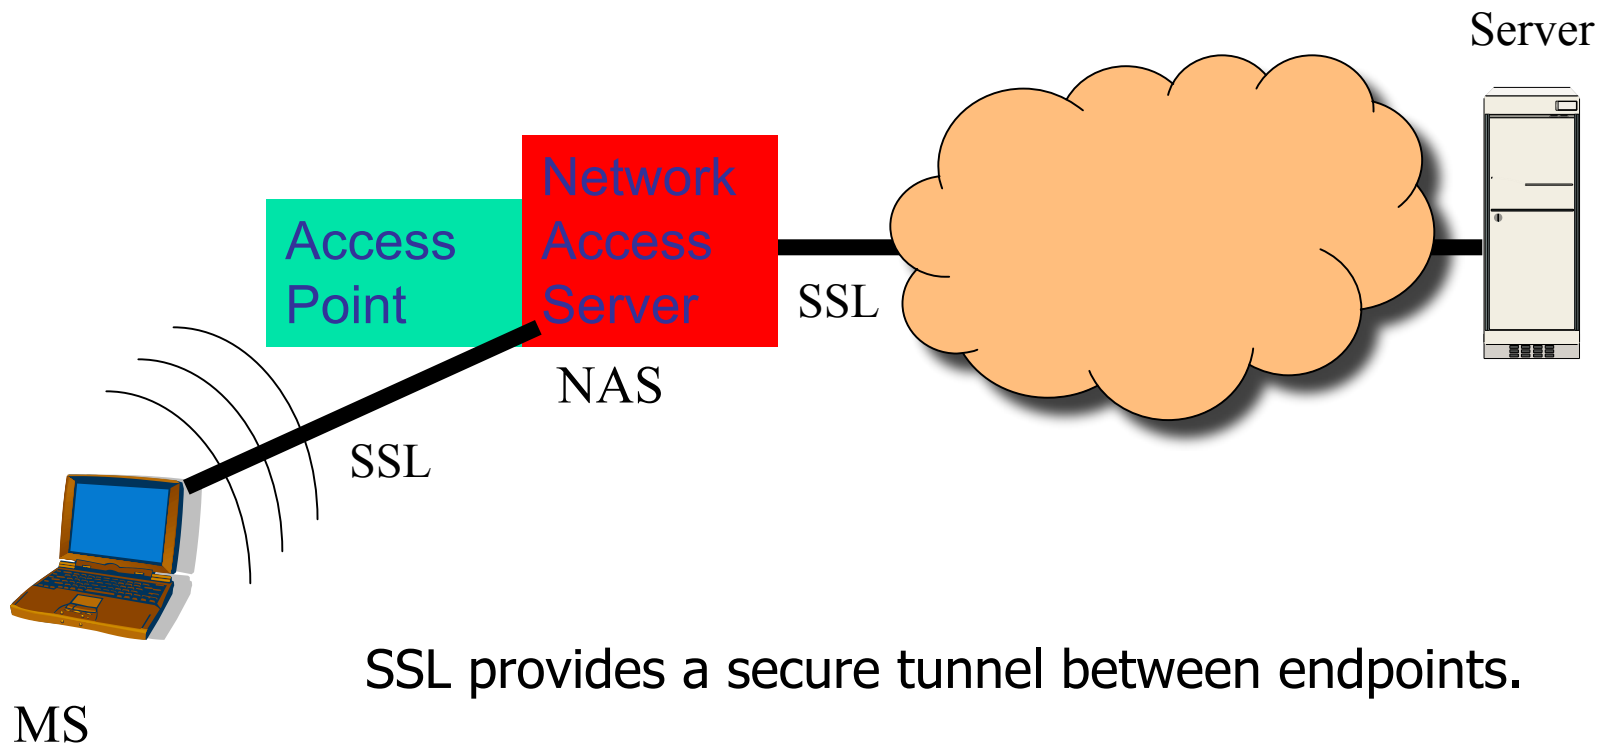 Server
Network
Access
Server
Access
Point
SSL
NAS
SSL
SSL provides a secure tunnel between endpoints.
MS